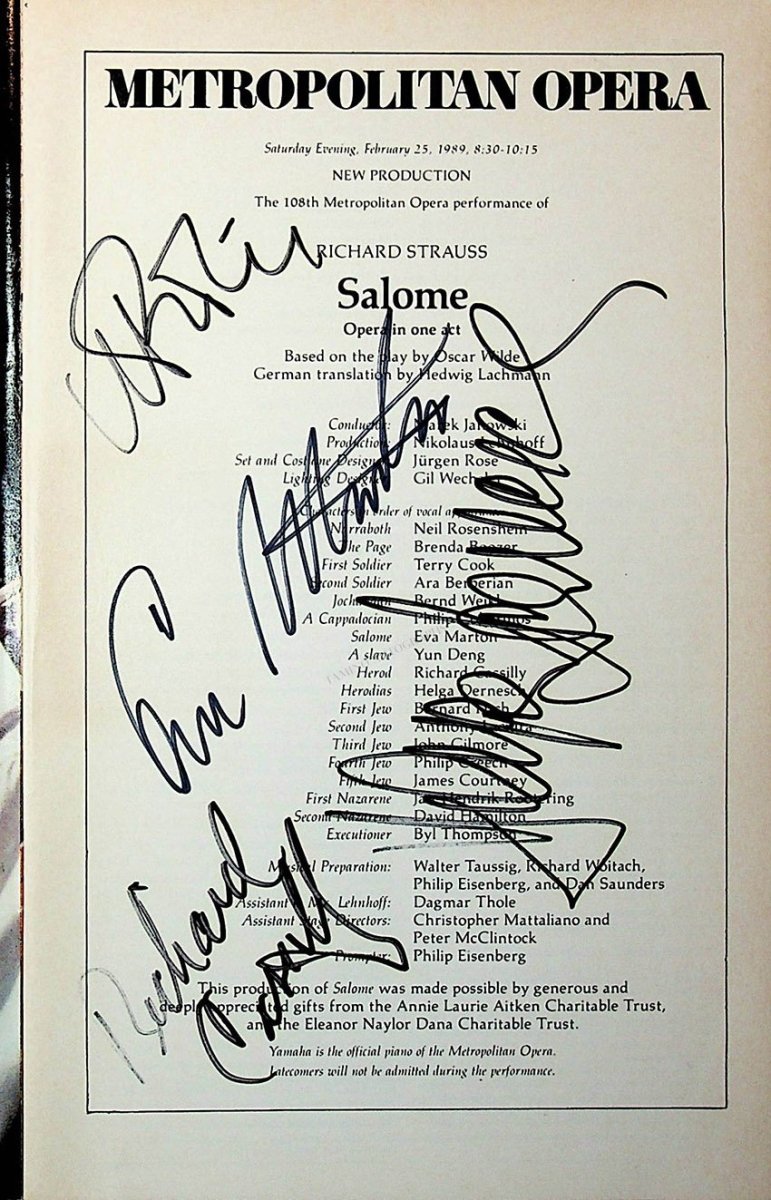 METROPOLITAN OPERA
Saturday Evening, February 25, 1989, 8:30-10:15
NEW PRODUCTION
The 108th Metropolitan Opera performance of
RICHARD STRAUSS
Salome
Opera in one act
Based on the play by Oscar Wilde
German translation by Hedwig Lachmann
Conductor: Marek Janowski
Production: Nikolaus Lehnhoff
Set and Costume Designer: Jürgen Rose
Lighting Designer: Gil Wechsler
Characters in order of vocal appearance
Narraboth Neil Rosenshein
The Page Brenda Boozer
First Soldier Terry Cook
Second Soldier Ara Berberian
Jochanaan Bernd Weikl
A Cappadocian Philip
Salome Eva Marton
A slave Yun Deng
Herod Richard Cassilly
Herodias Helga Dernesch
First Jew Bernard Fitch
Second Jew Anthony Laciura
Third Jew John Gilmore
Fourth Jew Philip Creech
Fifth Jew James Courtney
First Nazarene Jan-Hendrik Rootering
Second Nazarene David Hamilton
Executioner Byl Thompson
Musical Preparation: Walter Taussig, Richard Woitach,
Philip Eisenberg, and Dan Saunders
Assistant to Mr. Lehnhoff: Dagmar Thole
Assistant Stage Directors: Christopher Mattaliano and
Peter McClintock
Prompter: Philip Eisenberg
This production of Salome was made possible by generous and
deeply appreciated gifts from the Annie Laurie Aitken Charitable Trust,
and the Eleanor Naylor Dana Charitable Trust.
Yamaha is the official piano of the Metropolitan Opera.
Latecomers will not be admitted during the performance.
Eva Marton
Richard
Cassilly